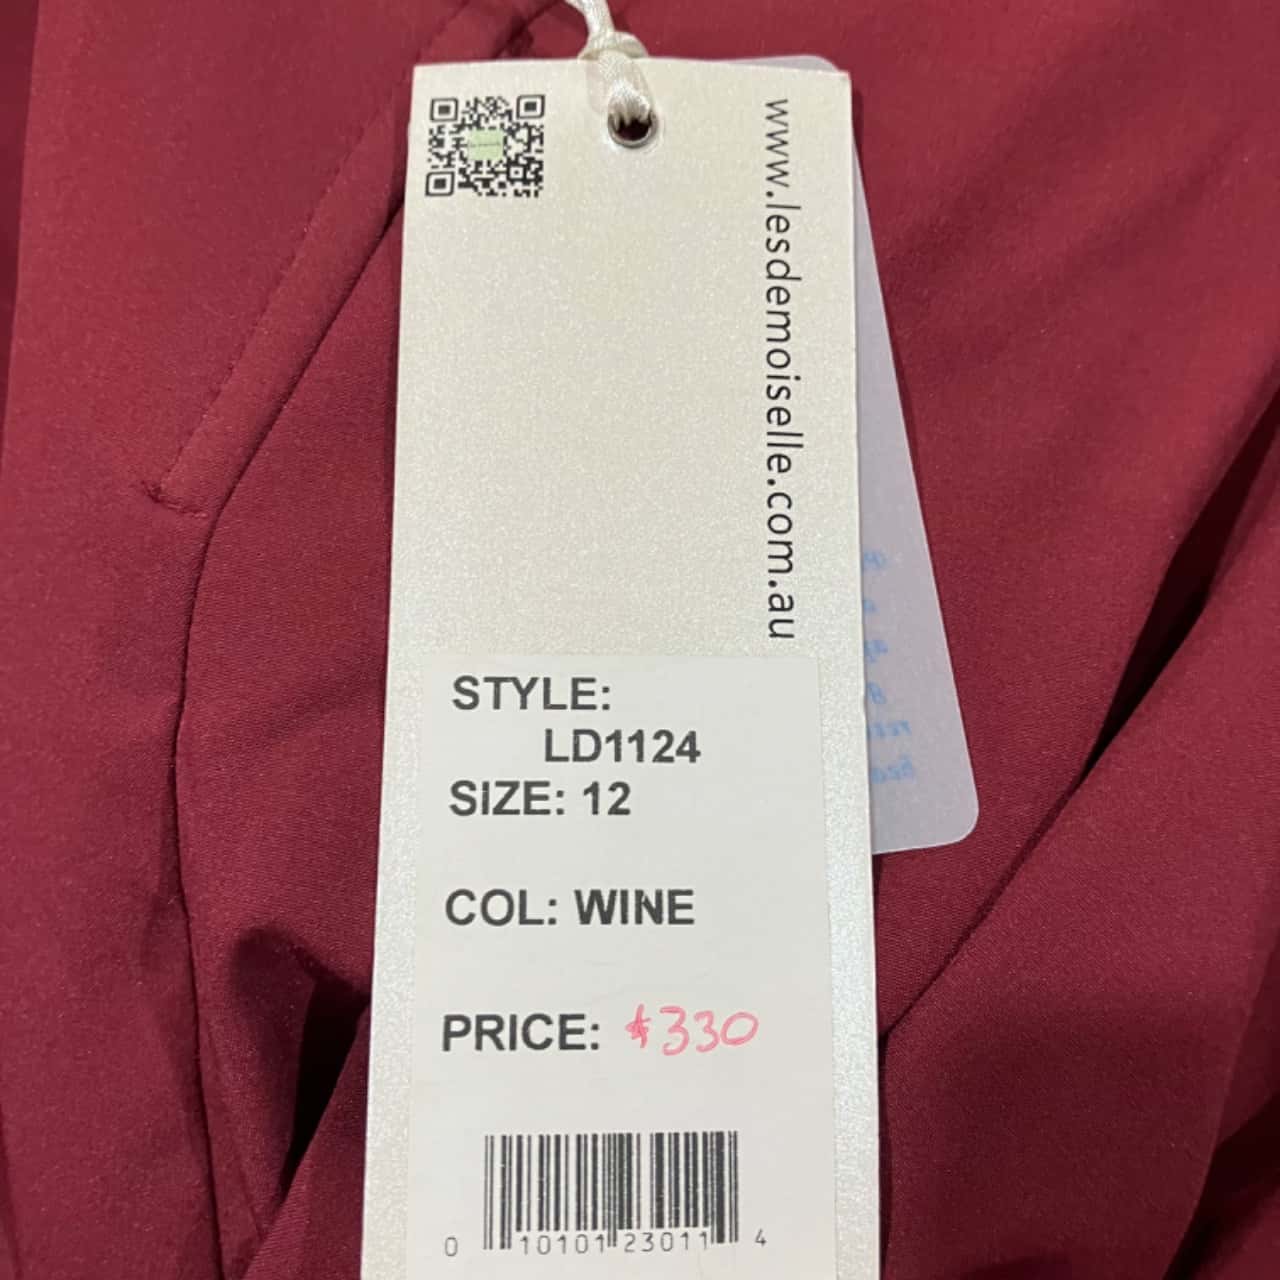 www.lesdemoiselle.com.au
STYLE:
LD1124
SIZE: 12
COL: WINE
PRICE: $330
0 10101 23011 4